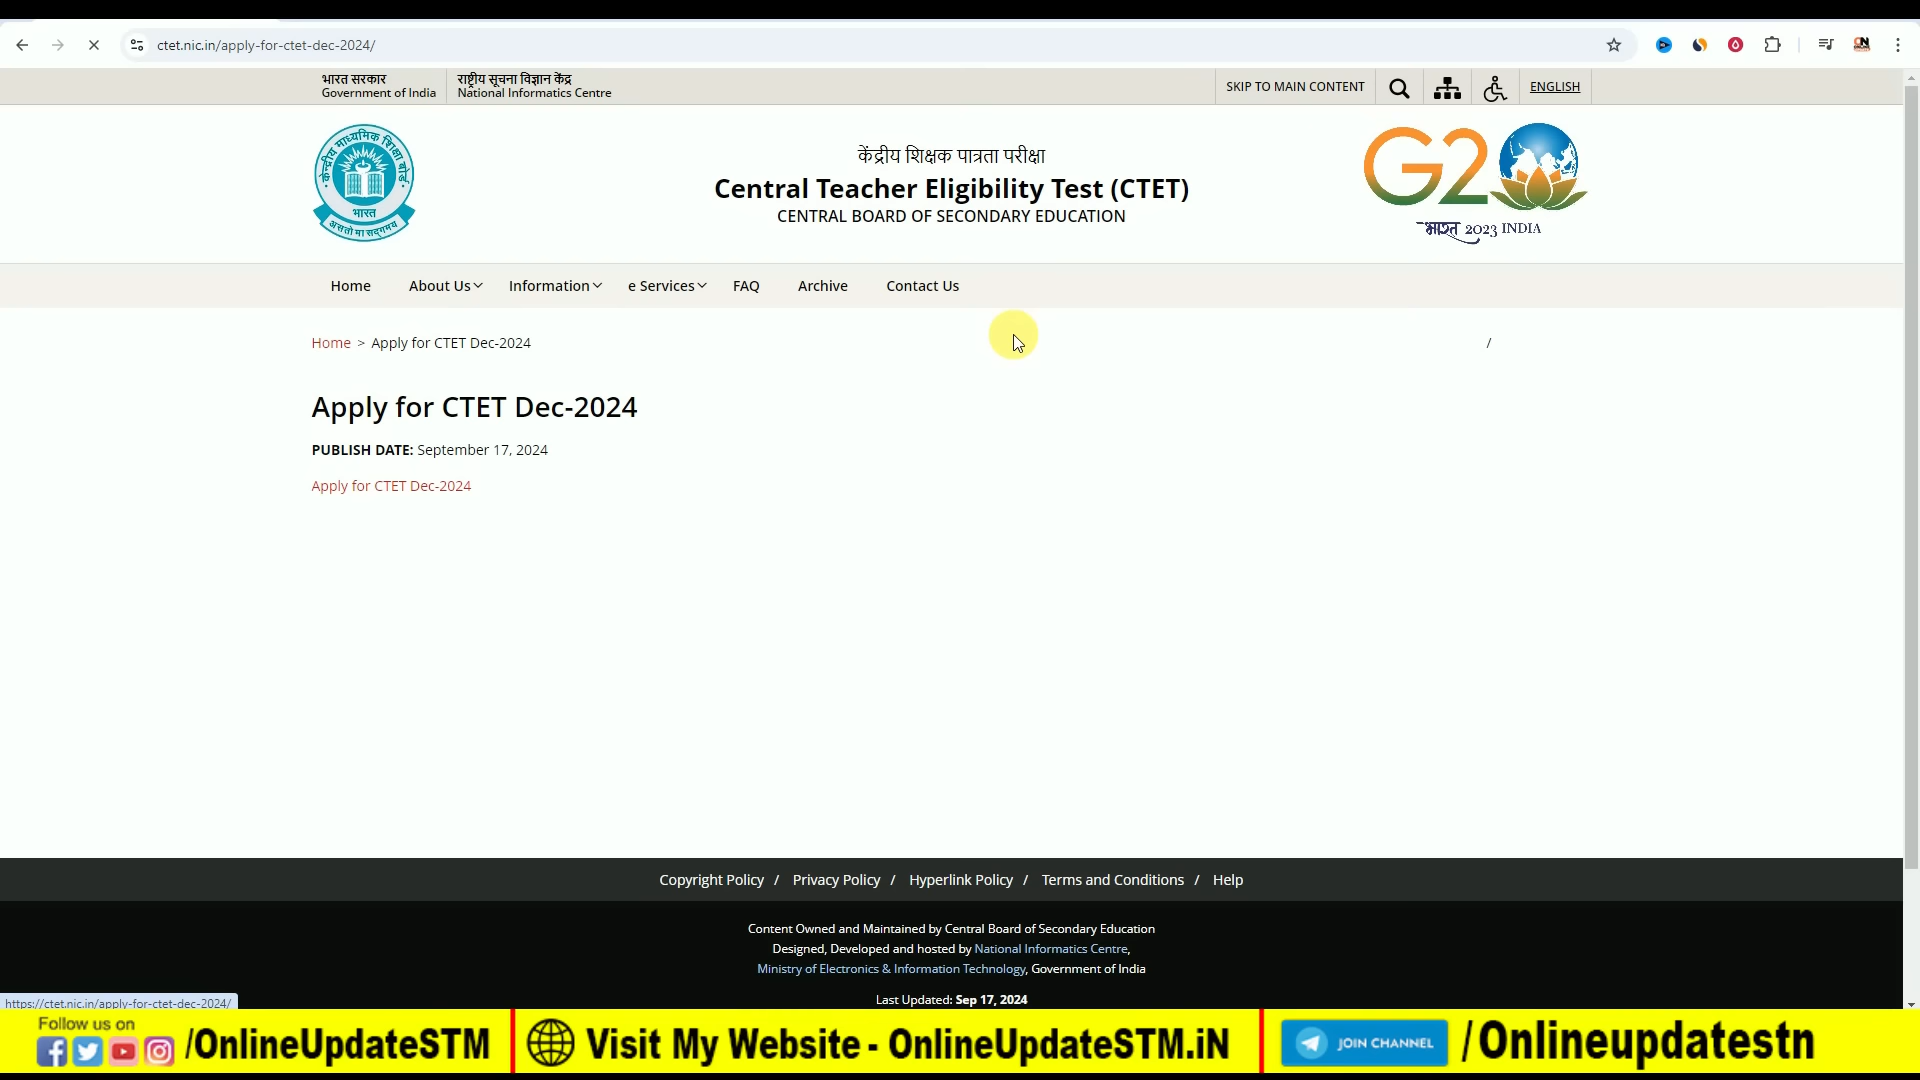 ctet.nic.in/apply-for-ctet-dec-2024/
भारत सरकार
Government of India
राष्ट्रीय सूचना विज्ञान केंद्र
National Informatics Centre
SKIP TO MAIN CONTENT
ENGLISH
केन्द्रीय माध्यमिक शिक्षा बोर्ड
भारत
असतो मा सद्गमय
केंद्रीय शिक्षक पात्रता परीक्षा
Central Teacher Eligibility Test (CTET)
CENTRAL BOARD OF SECONDARY EDUCATION
G20
भारत 2023 INDIA
Home About Us Information e Services FAQ Archive Contact Us
Home > Apply for CTET Dec-2024
/
Apply for CTET Dec-2024
PUBLISH DATE: September 17, 2024
Apply for CTET Dec-2024
Copyright Policy / Privacy Policy / Hyperlink Policy / Terms and Conditions / Help
Content Owned and Maintained by Central Board of Secondary Education
Designed, Developed and hosted by National Informatics Centre,
Ministry of Electronics & Information Technology, Government of India
Last Updated: Sep 17, 2024
https://ctet.nic.in/apply-for-ctet-dec-2024/
Follow us on
/OnlineUpdateSTM
Visit My Website - OnlineUpdateSTM.iN
JOIN CHANNEL
/Onlineupdatestn